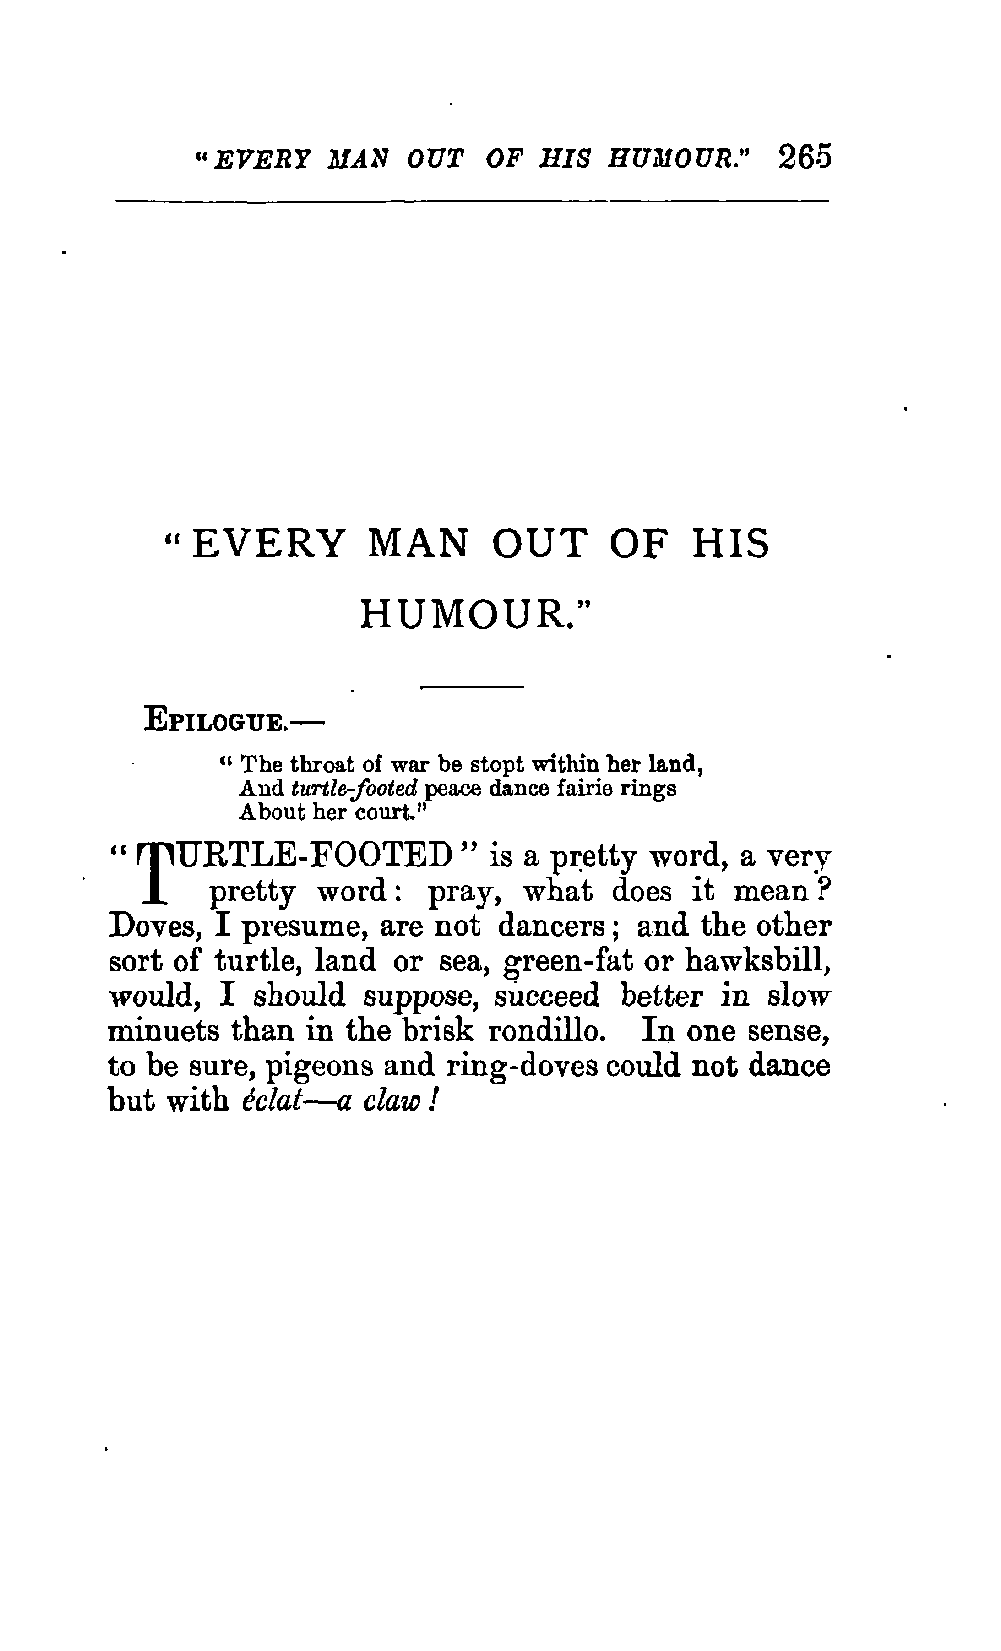 "EVERY MAN OUT OF HIS HUMOUR." 265
"EVERY MAN OUT OF HIS
HUMOUR."
EPILOGUE.—
"The throat of war be stopt within her land,
And turtle-footed peace dance fairie rings
About her court."
"TURTLE-FOOTED" is a pretty word, a very
pretty word: pray, what does it mean?
Doves, I presume, are not dancers; and the other
sort of turtle, land or sea, green-fat or hawksbill,
would, I should suppose, succeed better in slow
minuets than in the brisk rondillo. In one sense,
to be sure, pigeons and ring-doves could not dance
but with éclat—a claw!